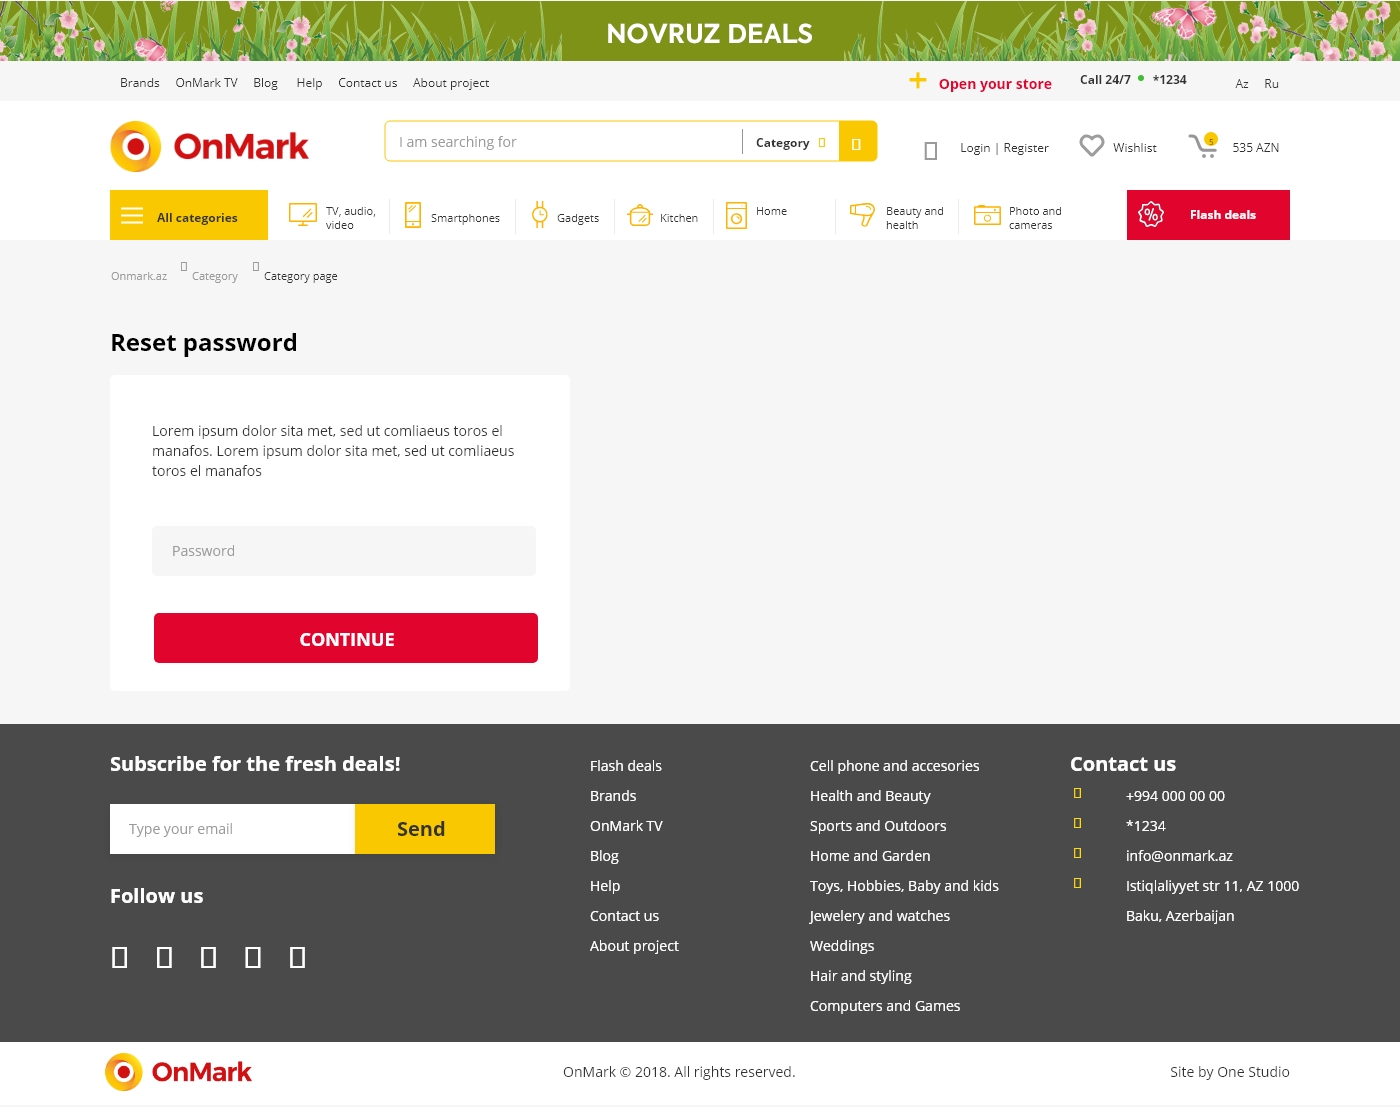 NOVRUZ DEALS
Brands OnMark TV Blog Help Contact us About project
Open your store Call 24/7 *1234 Az Ru
OnMark
I am searching for Category
Login | Register Wishlist 5 535 AZN
All categories
TV, audio,
video
Smartphones
Gadgets
Kitchen
Home
Beauty and
health
Photo and
cameras
Flash deals
Onmark.az Category Category page
Reset password
Lorem ipsum dolor sita met, sed ut comliaeus toros el
manafos. Lorem ipsum dolor sita met, sed ut comliaeus
toros el manafos
Password
CONTINUE
Subscribe for the fresh deals!
Type your email Send
Follow us
Flash deals
Brands
OnMark TV
Blog
Help
Contact us
About project
Cell phone and accesories
Health and Beauty
Sports and Outdoors
Home and Garden
Toys, Hobbies, Baby and kids
Jewelery and watches
Weddings
Hair and styling
Computers and Games
Contact us
+994 000 00 00
*1234
info@onmark.az
Istiqlaliyyet str 11, AZ 1000
Baku, Azerbaijan
OnMark
OnMark © 2018. All rights reserved.
Site by One Studio